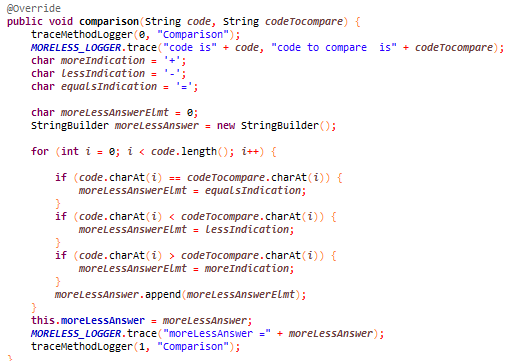 @Override
public void comparison(String code, String codeTocompare) {
    traceMethodLogger(0, "Comparison");
    MORELESS_LOGGER.trace("code is" + code, "code to compare  is" + codeTocompare);
    char moreIndication = '+';
    char lessIndication = '-';
    char equalsIndication = '=';

    char moreLessAnswerElmt = 0;
    StringBuilder moreLessAnswer = new StringBuilder();

    for (int i = 0; i < code.length(); i++) {

        if (code.charAt(i) == codeTocompare.charAt(i)) {
            moreLessAnswerElmt = equalsIndication;
        }
        if (code.charAt(i) < codeTocompare.charAt(i)) {
            moreLessAnswerElmt = lessIndication;
        }
        if (code.charAt(i) > codeTocompare.charAt(i)) {
            moreLessAnswerElmt = moreIndication;
        }
        moreLessAnswer.append(moreLessAnswerElmt);
    }
    this.moreLessAnswer = moreLessAnswer;
    MORELESS_LOGGER.trace("moreLessAnswer =" + moreLessAnswer);
    traceMethodLogger(1, "Comparison");
}